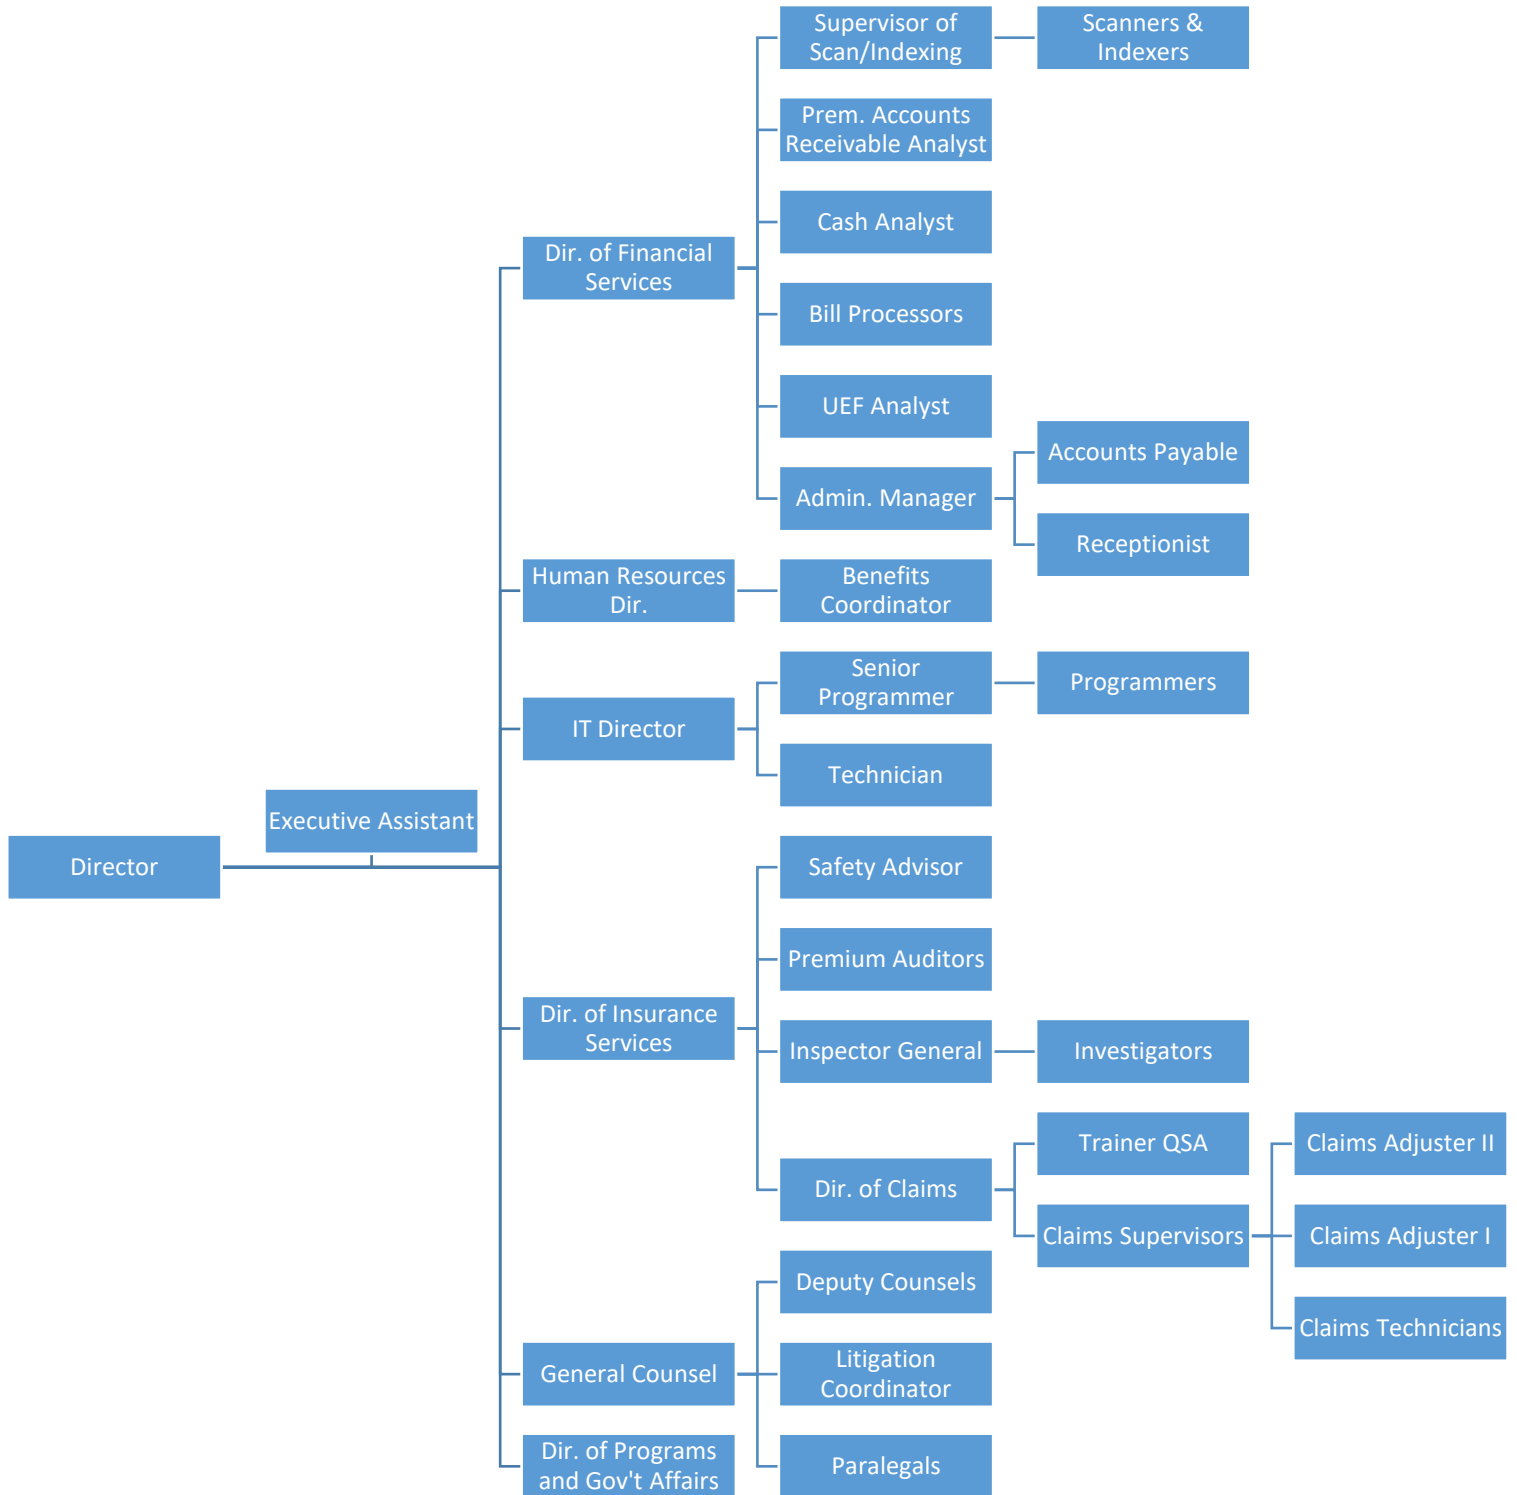 Supervisor of
Scan/Indexing
Scanners &
Indexers
Prem. Accounts
Receivable Analyst
Cash Analyst
Dir. of Financial
Services
Bill Processors
UEF Analyst
Accounts Payable
Admin. Manager
Receptionist
Human Resources
Dir.
Benefits
Coordinator
Senior
Programmer
Programmers
IT Director
Technician
Executive Assistant
Director
Safety Advisor
Premium Auditors
Dir. of Insurance
Services
Inspector General
Investigators
Trainer QSA
Claims Adjuster II
Dir. of Claims
Claims Supervisors
Claims Adjuster I
Deputy Counsels
Claims Technicians
General Counsel
Litigation
Coordinator
Dir. of Programs
and Gov't Affairs
Paralegals